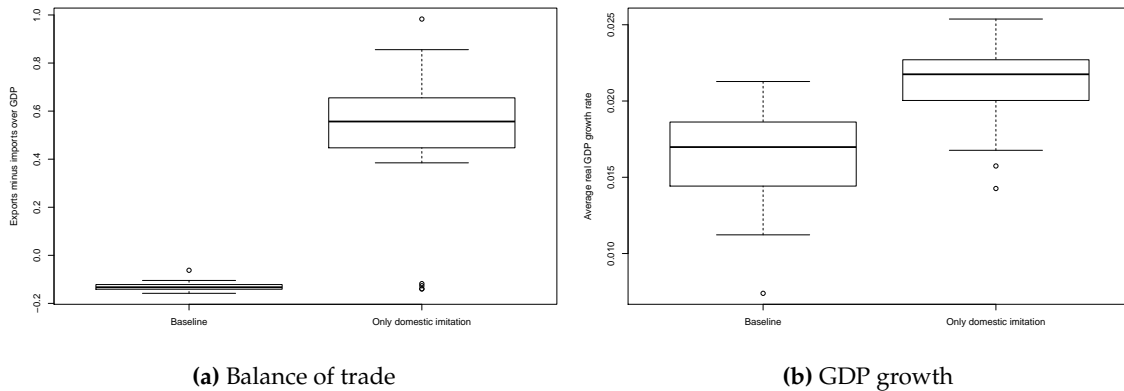 Exports minus imports over GDP
1.0
0.8
0.6
0.4
0.2
0.0
−0.2
Baseline
Only domestic imitation
(a) Balance of trade
Average real GDP growth rate
0.025
0.020
0.015
0.010
Baseline
Only domestic imitation
(b) GDP growth